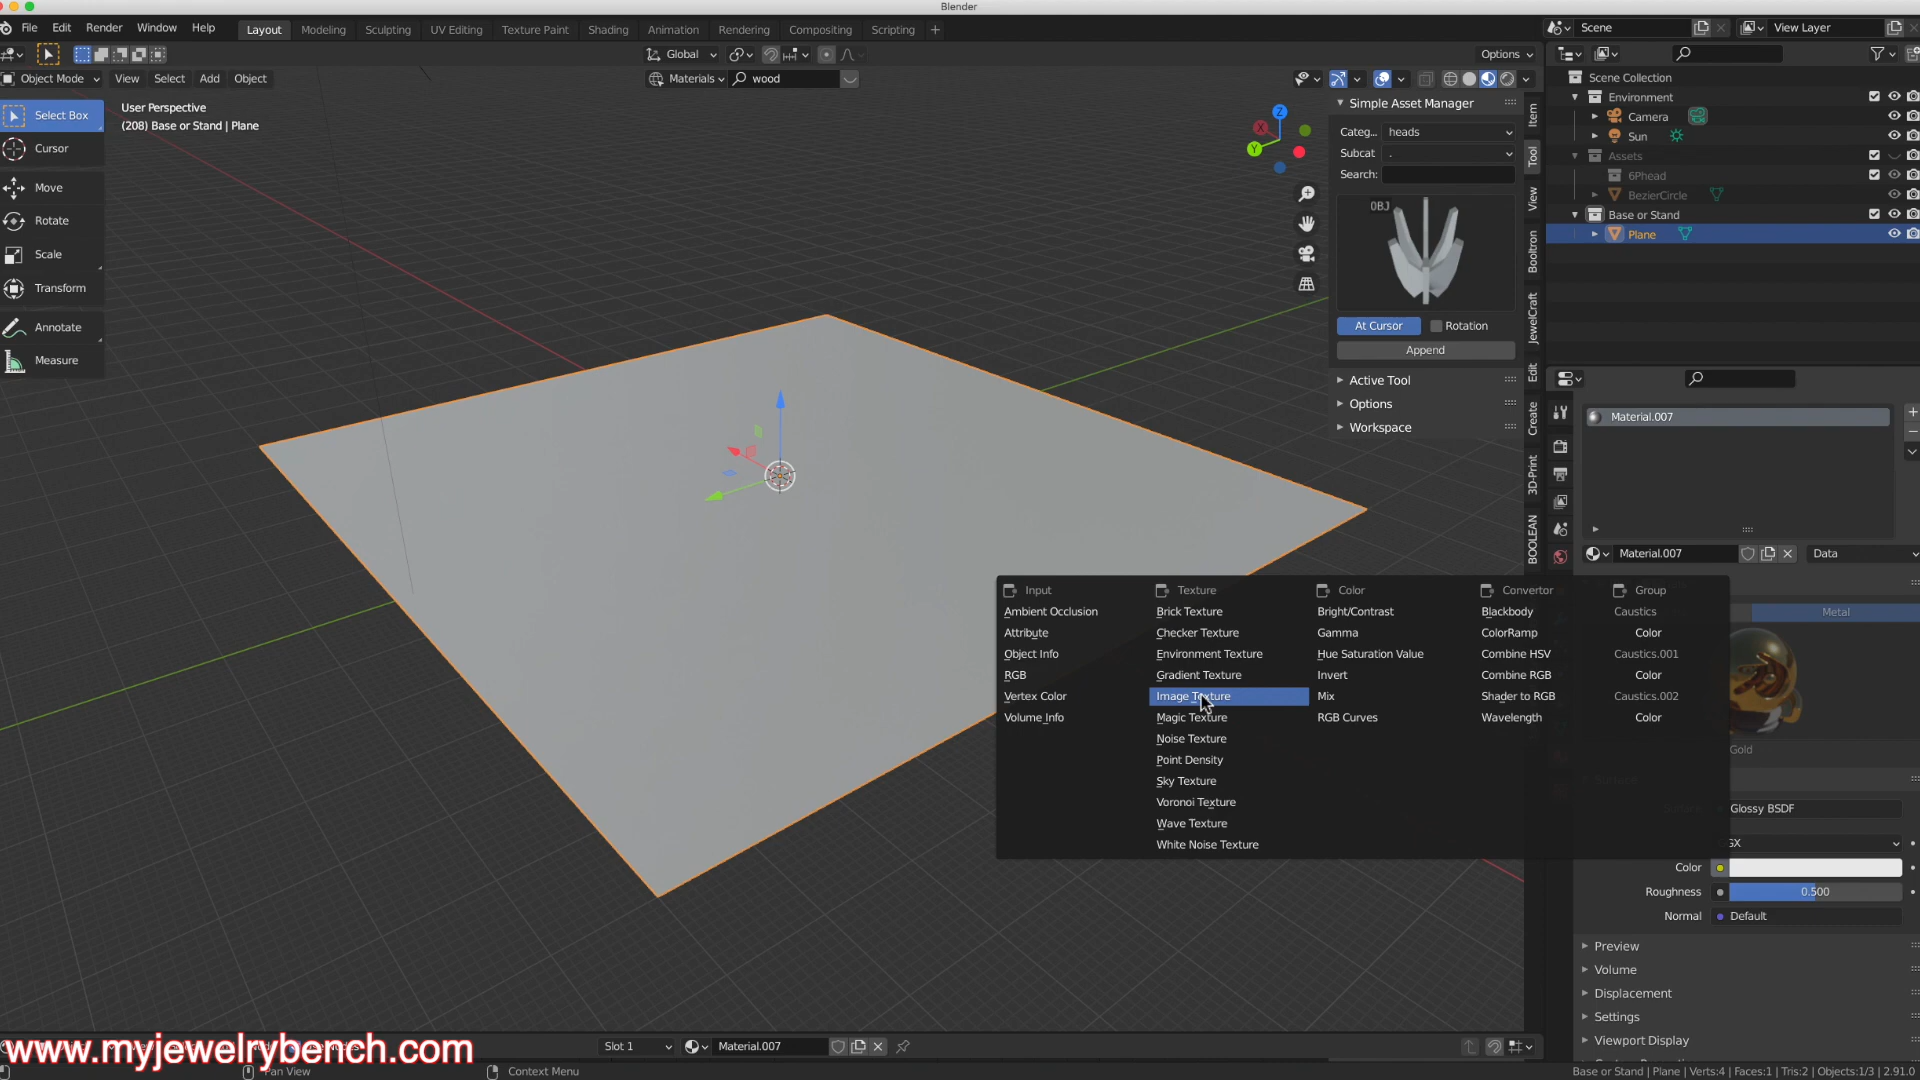 Blender
File Edit Render Window Help Layout Modeling Sculpting UV Editing Texture Paint Shading Animation Rendering Compositing Scripting + Scene View Layer
Global Options
Object Mode View Select Add Object Materials wood
User Perspective
(208) Base or Stand | Plane
Select Box
Cursor
Move
Rotate
Scale
Transform
Annotate
Measure
Z
X
Y
Simple Asset Manager
Categ... heads
Subcat .
Search:
OBJ
At Cursor Rotation
Append
Active Tool
Options
Workspace
Item
Tool
View
Booltron
JewelCraft
Edit
Create
3D-Print
BOOLEAN
Scene Collection
Environment
Camera
Sun
Assets
6Phead
BezierCircle
Base or Stand
Plane
Material.007
Material.007 Data
Metal
Gold
Input
Ambient Occlusion
Attribute
Object Info
RGB
Vertex Color
Volume Info
Texture
Brick Texture
Checker Texture
Environment Texture
Gradient Texture
Image Texture
Magic Texture
Noise Texture
Point Density
Sky Texture
Voronoi Texture
Wave Texture
White Noise Texture
Color
Bright/Contrast
Gamma
Hue Saturation Value
Invert
Mix
RGB Curves
Convertor
Blackbody
ColorRamp
Combine HSV
Combine RGB
Shader to RGB
Wavelength
Group
Caustics
Color
Caustics.001
Color
Caustics.002
Color
Glossy BSDF
Color
Roughness 0.500
Normal Default
Preview
Volume
Displacement
Settings
Viewport Display
www.myjewelrybench.com
Slot 1 Material.007
Pan View Context Menu
Base or Stand | Plane | Verts:4 | Faces:1 | Tris:2 | Objects:1/3 | 2.91.0